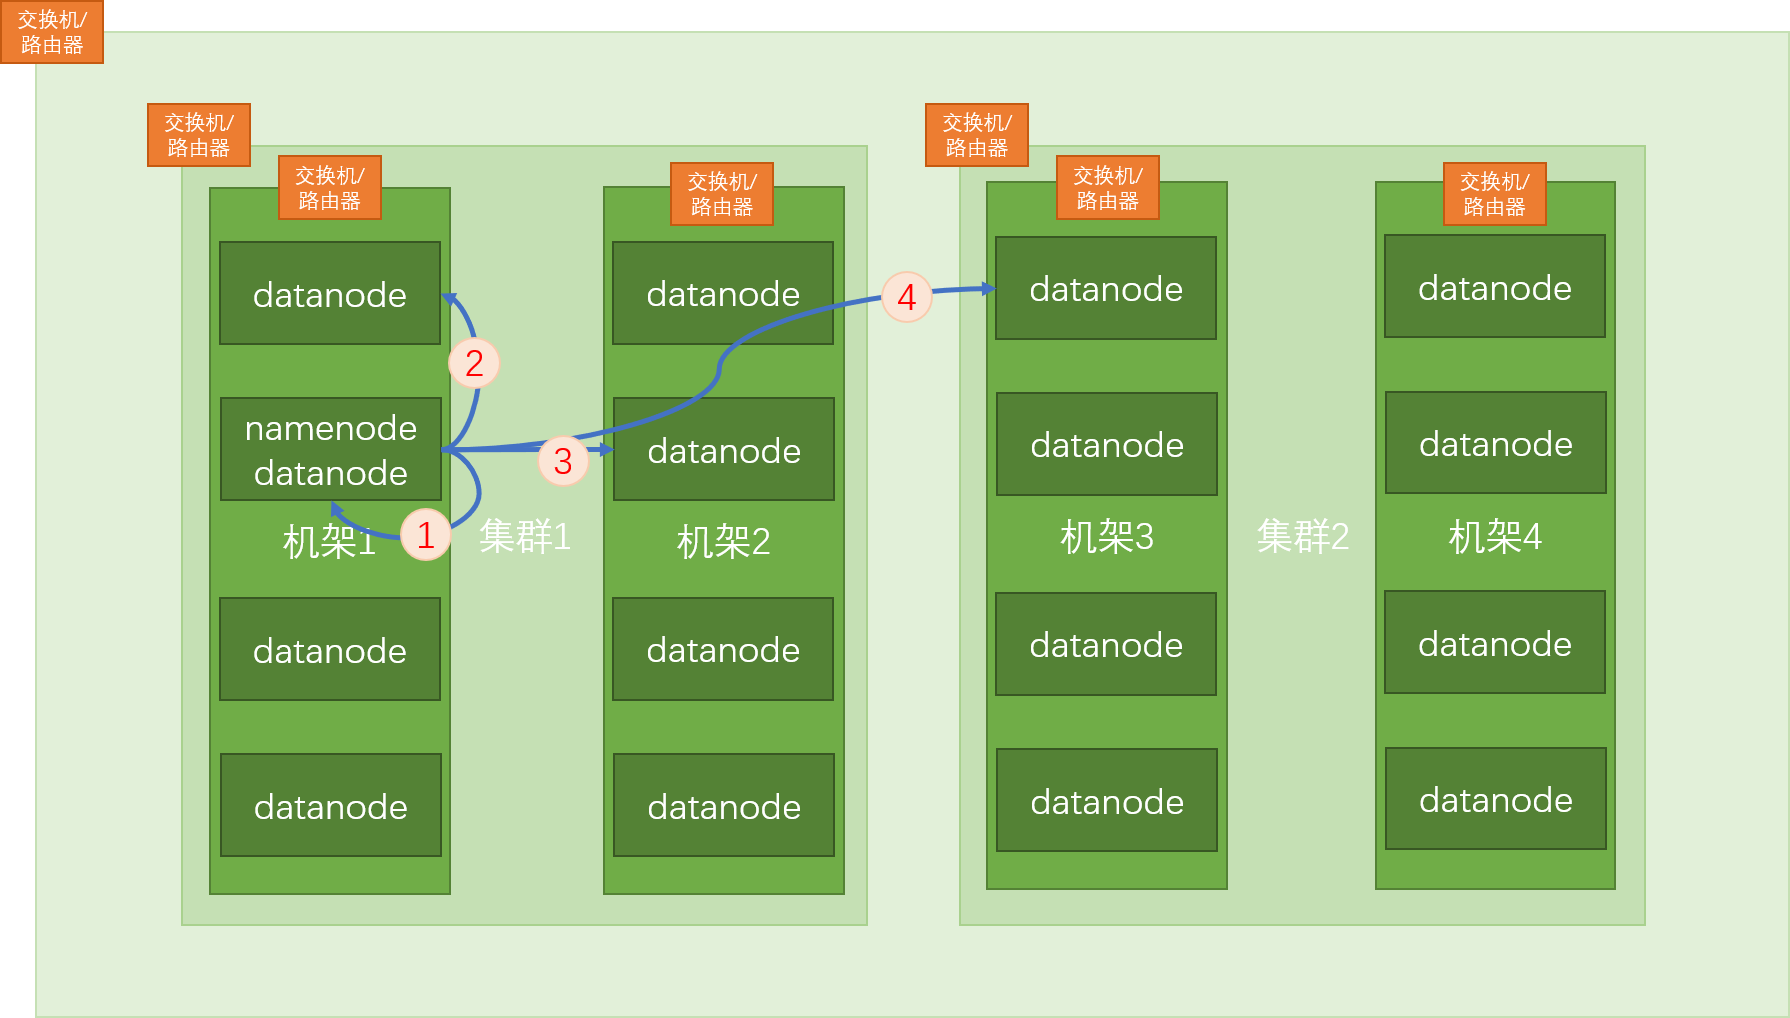 交换机/
路由器
交换机/
路由器
交换机/
路由器
交换机/
路由器
交换机/
路由器
交换机/
路由器
交换机/
路由器
datanode
namenode
datanode
机架1
datanode
datanode
2
1
3
集群1
datanode
datanode
机架2
datanode
datanode
4
datanode
datanode
机架3
datanode
datanode
集群2
datanode
datanode
机架4
datanode
datanode